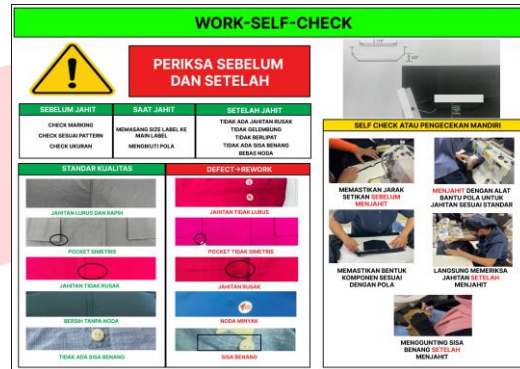 WORK-SELF-CHECK
PERIKSA SEBELUM
DAN SETELAH
SEBELUM JAHIT
CHECK MARKING
CHECK SESUAI PATTERN
CHECK UKURAN
SAAT JAHIT
MEMASANG SIZE LABEL KE
MAIN LABEL
MENGIKUTI POLA
SETELAH JAHIT
TIDAK ADA JAHITAN RUSAK
TIDAK GELEMBUNG
TIDAK BERLIPAT
TIDAK ADA SISA BENANG
BEBAS NODA
STANDAR KUALITAS
DEFECT→REWORK
JAHITAN LURUS DAN RAPIH
JAHITAN TIDAK LURUS
POCKET SIMETRIS
POCKET TIDAK SIMETRIS
JAHITAN TIDAK RUSAK
JAHITAN RUSAK
BERSIH TANPA NODA
NODA MINYAK
TIDAK ADA SISA BENANG
SISA BENANG
SELF CHECK ATAU PENGECEKAN MANDIRI
MEMASTIKAN JARAK
SETIKAN SEBELUM
MENJAHIT
MENJAHIT DENGAN ALAT
BANTU POLA UNTUK
JAHITAN SESUAI STANDAR
MEMASTIKAN BENTUK
KOMPONEN SESUAI
DENGAN POLA
LANGSUNG MEMERIKSA
JAHITAN SETELAH
MENJAHIT
MENGGUNTING SISA
BENANG SETELAH
MENJAHIT